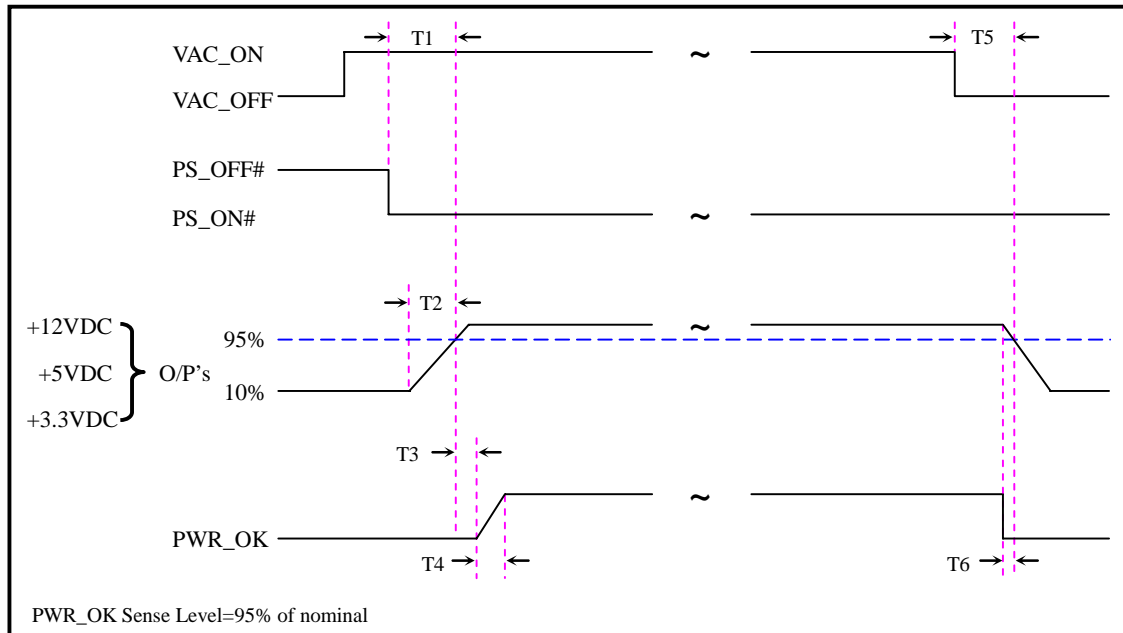 T1
T5
VAC_ON
~
VAC_OFF
PS_OFF#
PS_ON#
~
T2
+12VDC
~
95%
+5VDC
O/P's
10%
+3.3VDC
T3
~
PWR_OK
T4
T6
PWR_OK Sense Level=95% of nominal